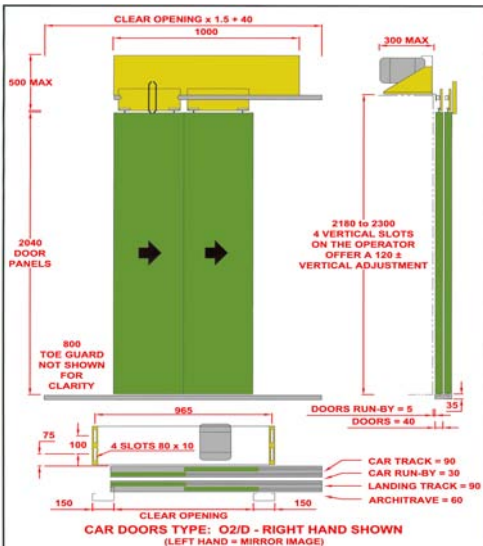 CLEAR OPENING x 1.5 + 40
1000
300 MAX
500 MAX
2040
DOOR
PANELS
2180 to 2300
4 VERTICAL SLOTS
ON THE OPERATOR
OFFER A 120 ±
VERTICAL ADJUSTMENT
800
TOE GUARD
NOT SHOWN
FOR
CLARITY
35
DOORS RUN-BY = 5
DOORS = 40
965
75
100
4 SLOTS 80 x 10
CAR TRACK = 90
CAR RUN-BY = 30
LANDING TRACK = 90
ARCHITRAVE = 60
150
150
CLEAR OPENING
CAR DOORS TYPE: O2/D - RIGHT HAND SHOWN
(LEFT HAND = MIRROR IMAGE)